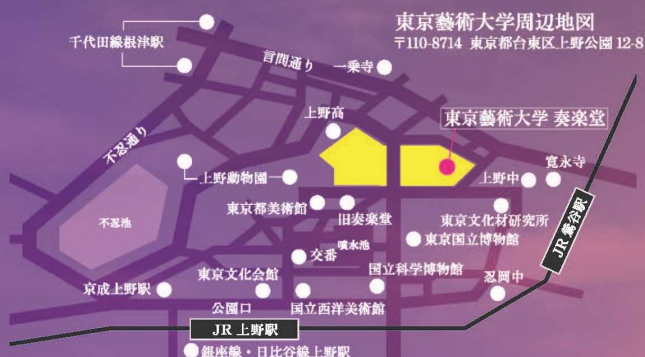 東京藝術大学周辺地図
〒110-8714 東京都台東区上野公園 12-8
千代田線根津駅
言問通り
一乗寺
上野高
東京藝術大学 奏楽堂
不忍通り
上野動物園
上野中
寛永寺
東京都美術館
旧奏楽堂
東京文化材研究所
不忍池
噴水池
東京国立博物館
JR 鶯谷駅
交番
東京文化会館
国立科学博物館
忍岡中
京成上野駅
公園口
国立西洋美術館
JR 上野駅
銀座線・日比谷線上野駅